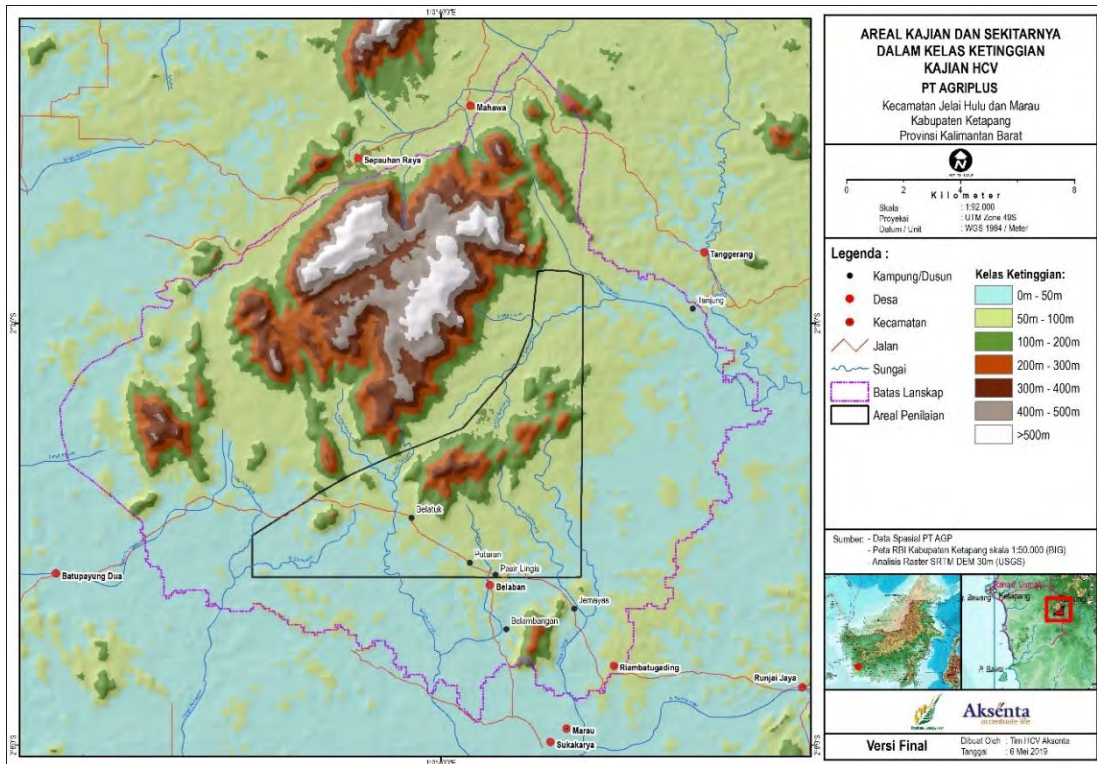 AREAL KAJIAN DAN SEKITARNYA
DALAM KELAS KETINGGIAN
KAJIAN HCV
PT AGRIPLUS
Kecamatan Jelai Hulu dan Marau
Kabupaten Ketapang
Provinsi Kalimantan Barat
N
0 2 4 8
Kilometer
Skala : 1:92.000
Proyeksi : UTM Zone 49S
Datum / Unit : WGS 1984 / Meter
Legenda :
Kampung/Dusun
Desa
Kecamatan
Jalan
Sungai
Batas Lanskap
Areal Penilaian
Kelas Ketinggian:
0m - 50m
50m - 100m
100m - 200m
200m - 300m
300m - 400m
400m - 500m
>500m
Sumber: - Data Spasial PT AGP
- Peta RBI Kabupaten Ketapang skala 1:50.000 (BIG)
- Analisis Raster SRTM DEM 30m (USGS)
Ketapang
Aksenta
accentuate life
Versi Final
Dibuat Oleh : Tim HCV Aksenta
Tanggal : 6 Mei 2019
Mahawa
Sepauhan Raya
Tanggerang
Tanjung
Belatuk
Batupayung Dua
Pularan
Pasir Lingis
Belaban
Jemayas
Belambangan
Riambatugading
Runjai Jaya
Marau
Sukakarya